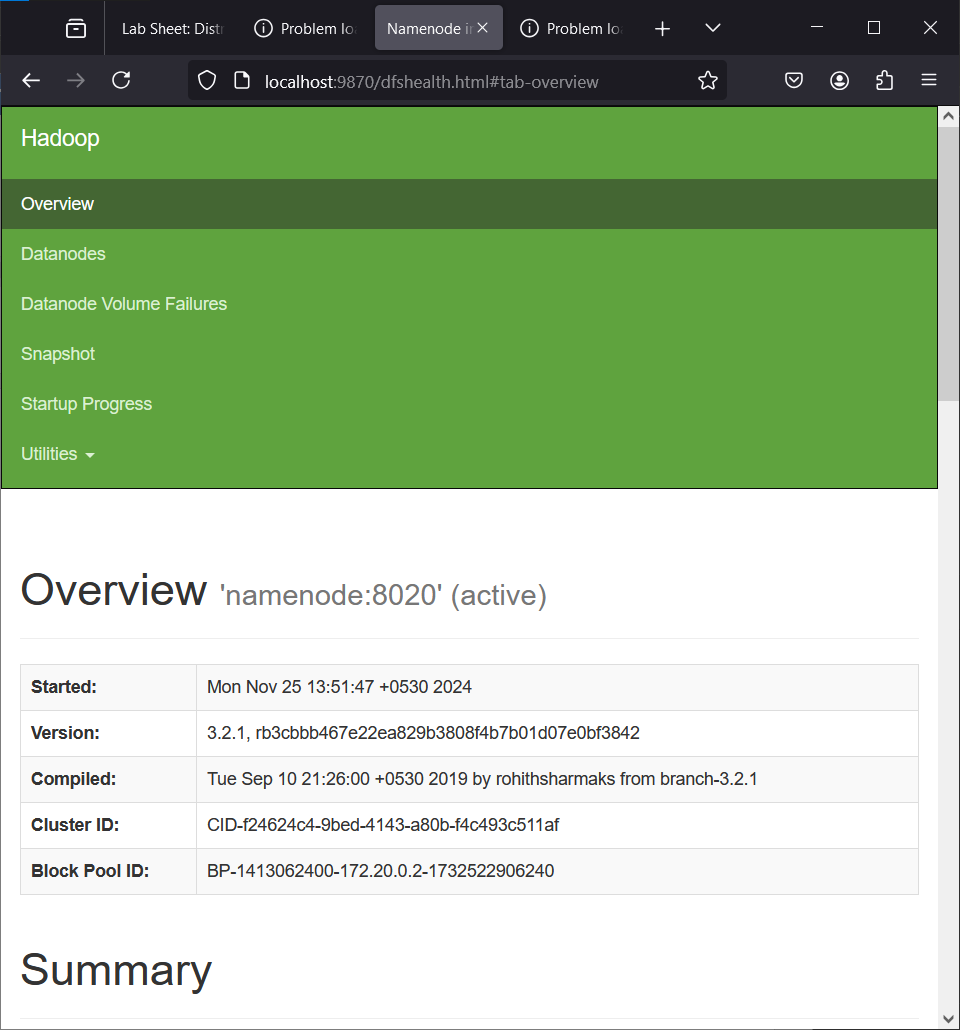 Lab Sheet: Distr
Problem loa
Namenode in
Problem loa
localhost:9870/dfshealth.html#tab-overview
Hadoop
Overview
Datanodes
Datanode Volume Failures
Snapshot
Startup Progress
Utilities
Overview 'namenode:8020' (active)
Started: Mon Nov 25 13:51:47 +0530 2024
Version: 3.2.1, rb3cbbb467e22ea829b3808f4b7b01d07e0bf3842
Compiled: Tue Sep 10 21:26:00 +0530 2019 by rohithsharmaks from branch-3.2.1
Cluster ID: CID-f24624c4-9bed-4143-a80b-f4c493c511af
Block Pool ID: BP-1413062400-172.20.0.2-1732522906240
Summary